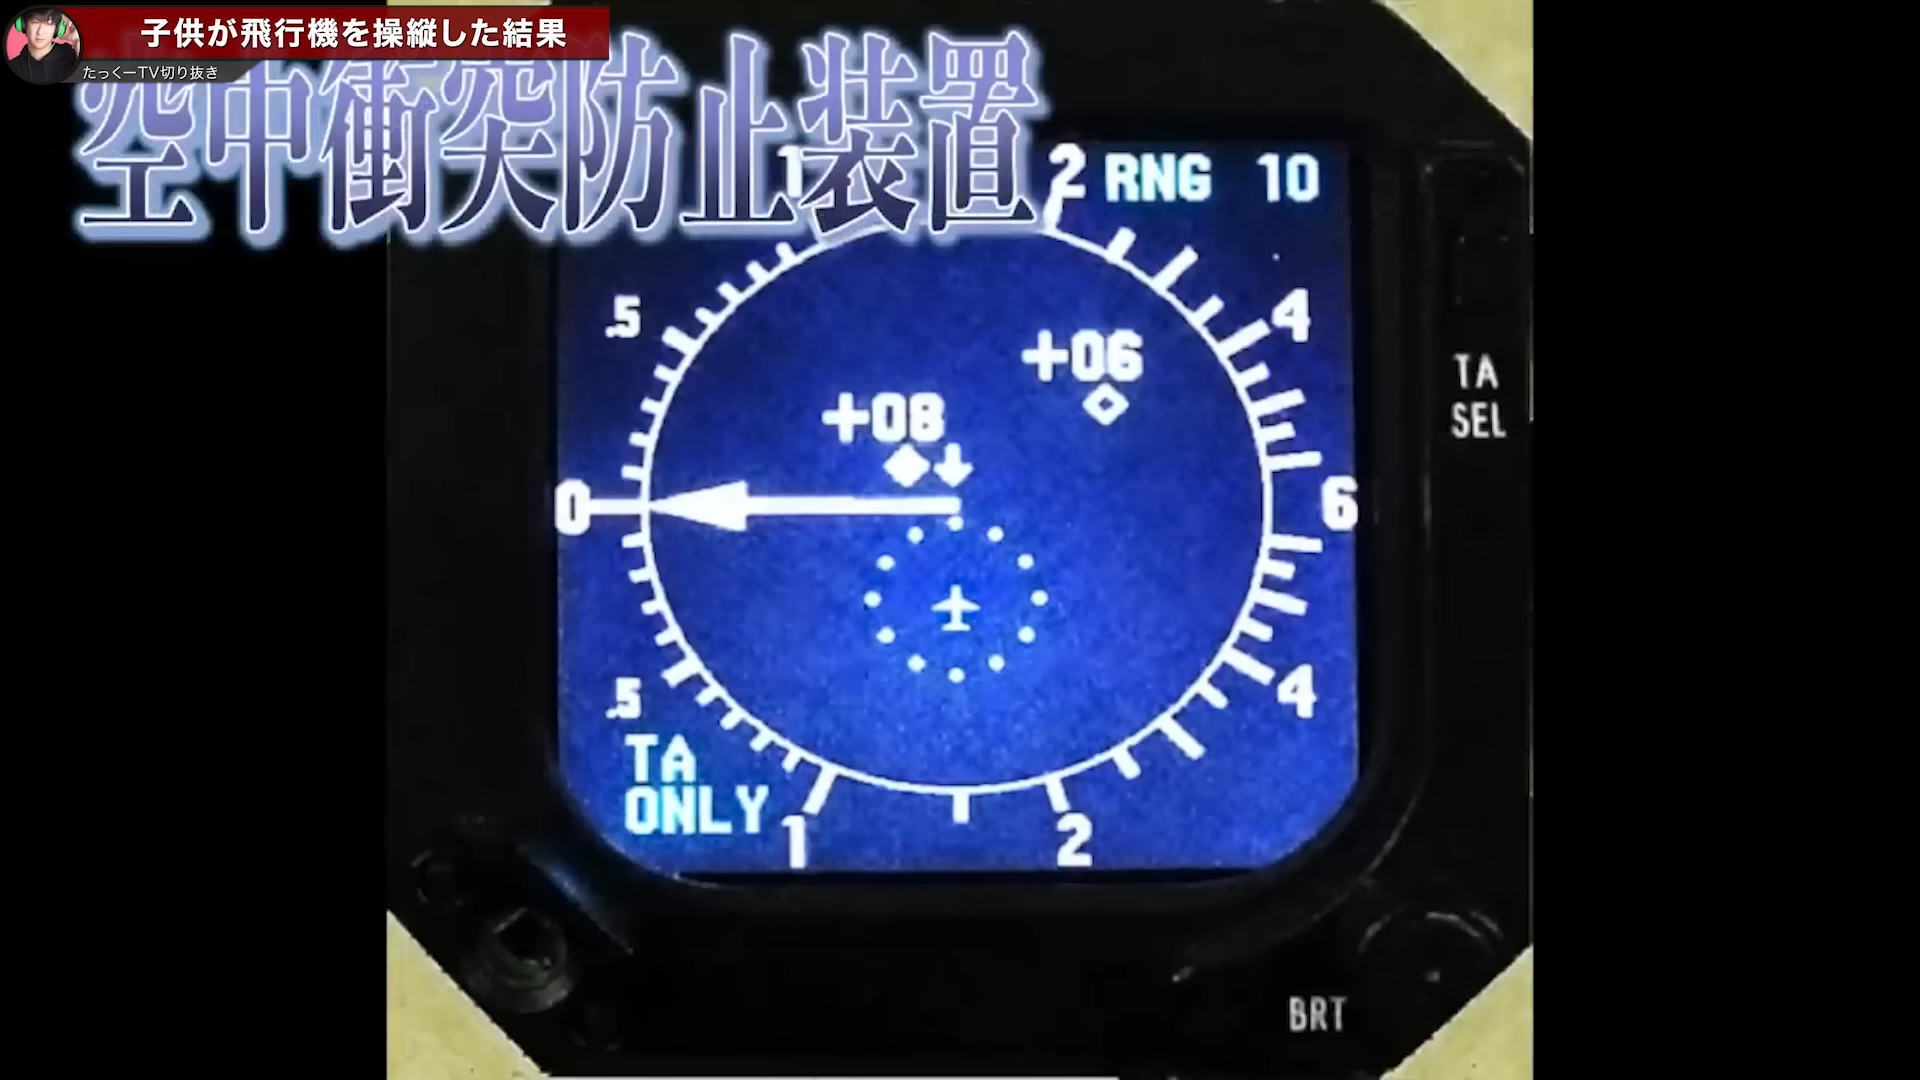 子供が飛行機を操縦した結果
たっくーTV切り抜き
空中衝突防止装置
1
2 RNG 10
.5
4
+06
+08
TA
SEL
0
6
.5
4
TA
ONLY
1
2
BRT